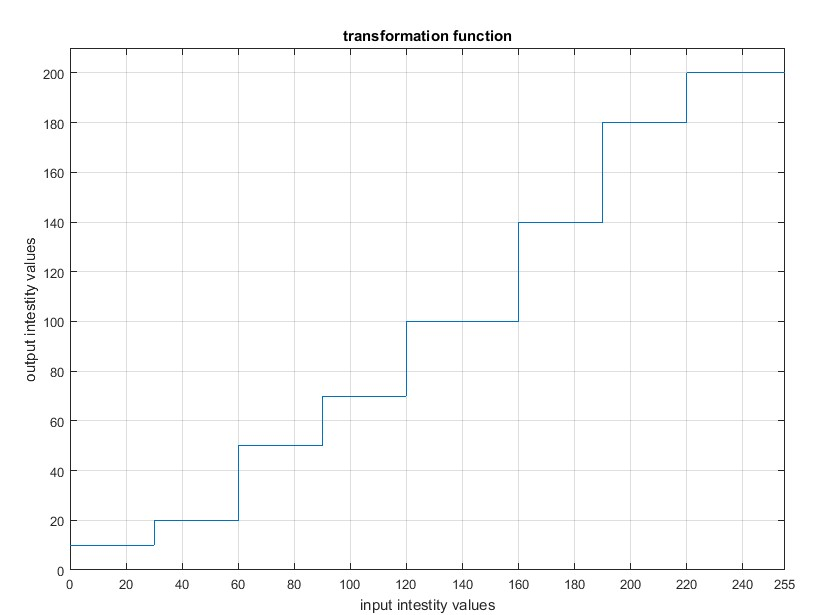 transformation function
200
180
160
140
120
100
80
60
40
20
0
output intestity values
0 20 40 60 80 100 120 140 160 180 200 220 240 255
input intestity values